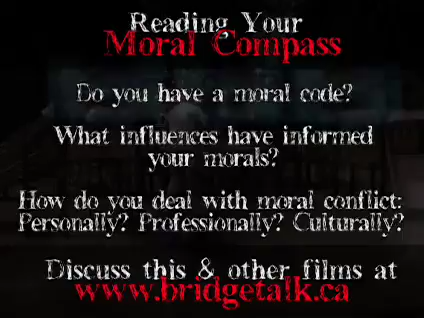 Reading Your
Moral Compass
Do you have a moral code?
What influences have informed
your morals?
How do you deal with moral conflict:
Personally? Professionally? Culturally?
Discuss this & other films at
www.bridgetalk.ca